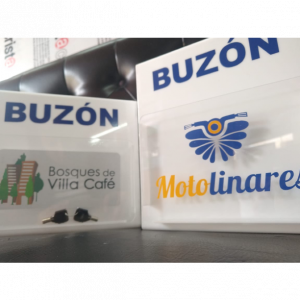 BUZÓN
Bosques de
Villa Café
BUZÓN
Motolinares